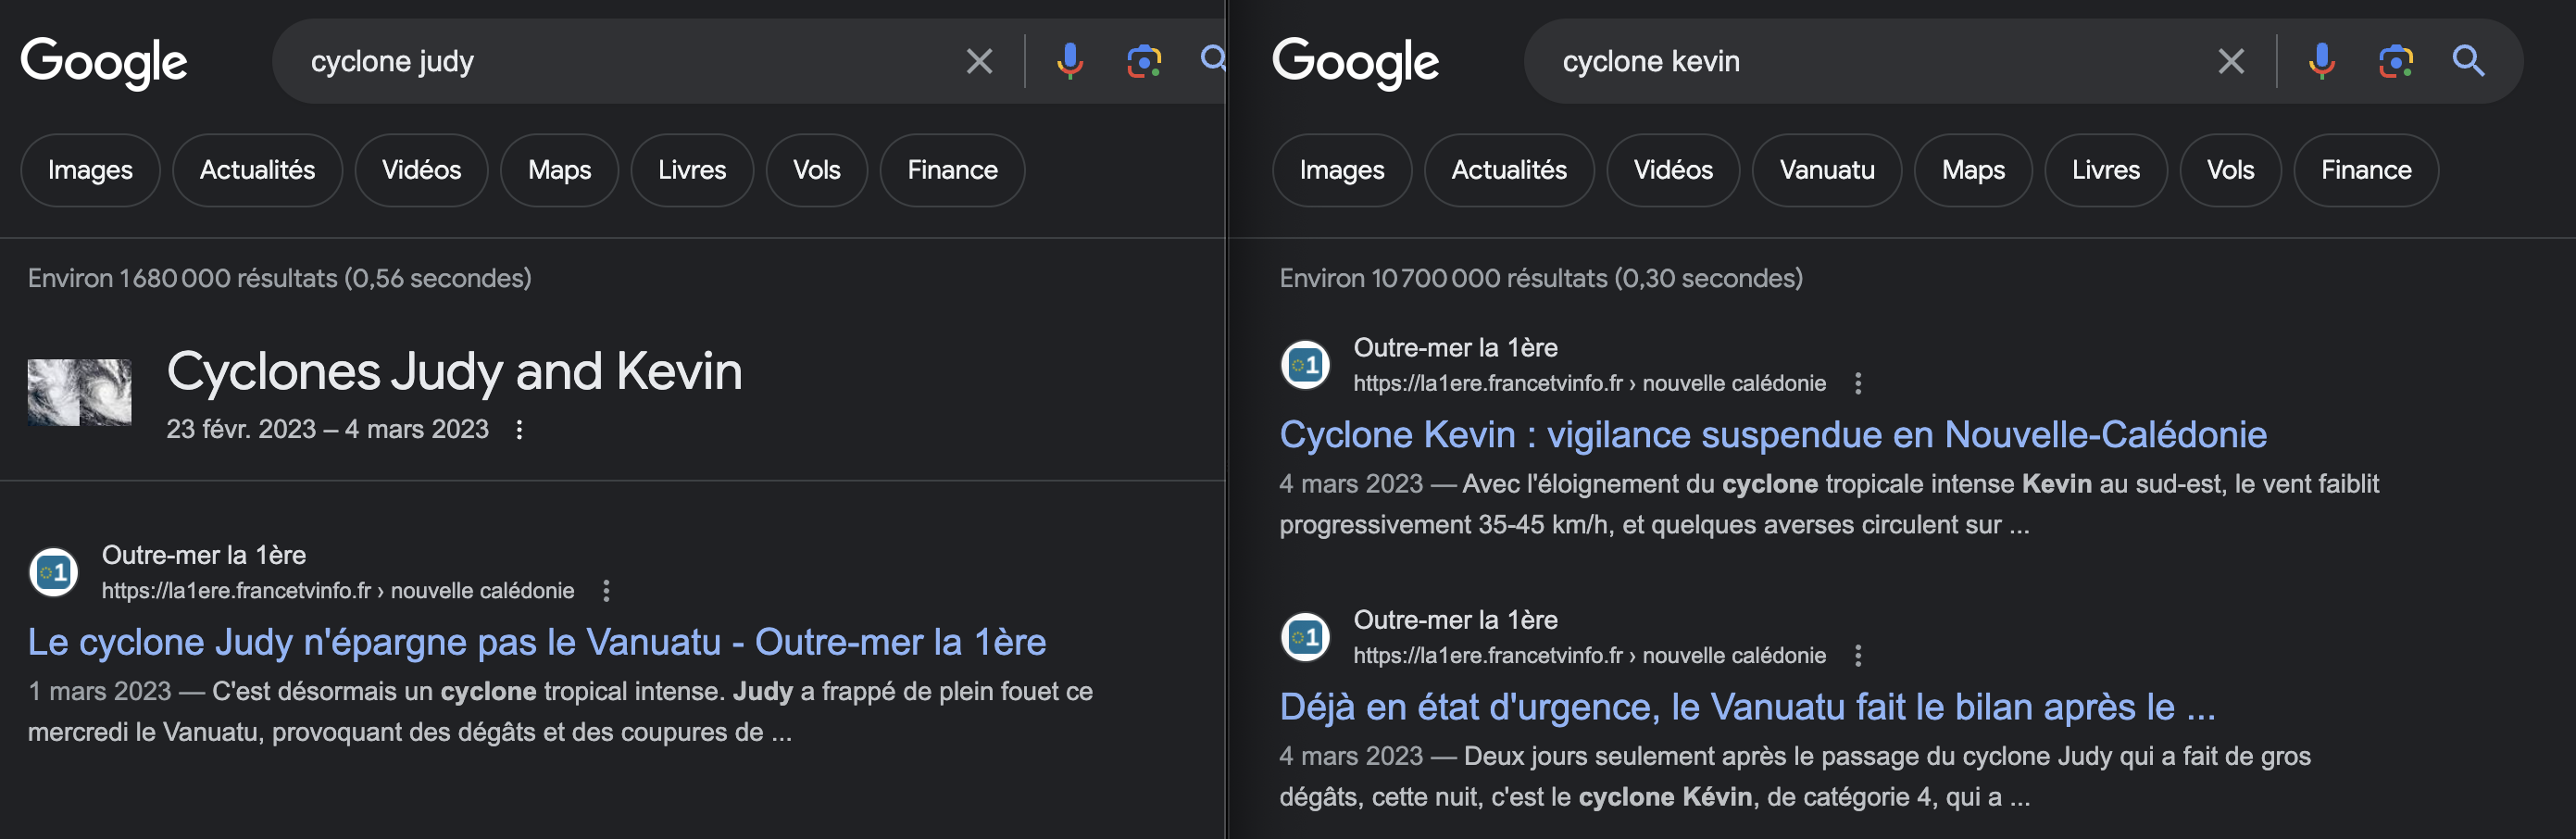 Google
cyclone judy
Images
Actualités
Vidéos
Maps
Livres
Vols
Finance
Environ 1 680 000 résultats (0,56 secondes)
Cyclones Judy and Kevin
23 févr. 2023 – 4 mars 2023
Outre-mer la 1ère
https://la1ere.francetvinfo.fr › nouvelle calédonie
Le cyclone Judy n'épargne pas le Vanuatu - Outre-mer la 1ère
1 mars 2023 — C'est désormais un cyclone tropical intense. Judy a frappé de plein fouet ce
mercredi le Vanuatu, provoquant des dégâts et des coupures de ...
Google
cyclone kevin
Images
Actualités
Vidéos
Vanuatu
Maps
Livres
Vols
Finance
Environ 10 700 000 résultats (0,30 secondes)
1
Outre-mer la 1ère
https://la1ere.francetvinfo.fr › nouvelle calédonie
Cyclone Kevin : vigilance suspendue en Nouvelle-Calédonie
4 mars 2023 — Avec l'éloignement du cyclone tropicale intense Kevin au sud-est, le vent faiblit
progressivement 35-45 km/h, et quelques averses circulent sur ...
1
Outre-mer la 1ère
https://la1ere.francetvinfo.fr › nouvelle calédonie
Déjà en état d'urgence, le Vanuatu fait le bilan après le ...
4 mars 2023 — Deux jours seulement après le passage du cyclone Judy qui a fait de gros
dégâts, cette nuit, c'est le cyclone Kévin, de catégorie 4, qui a ...